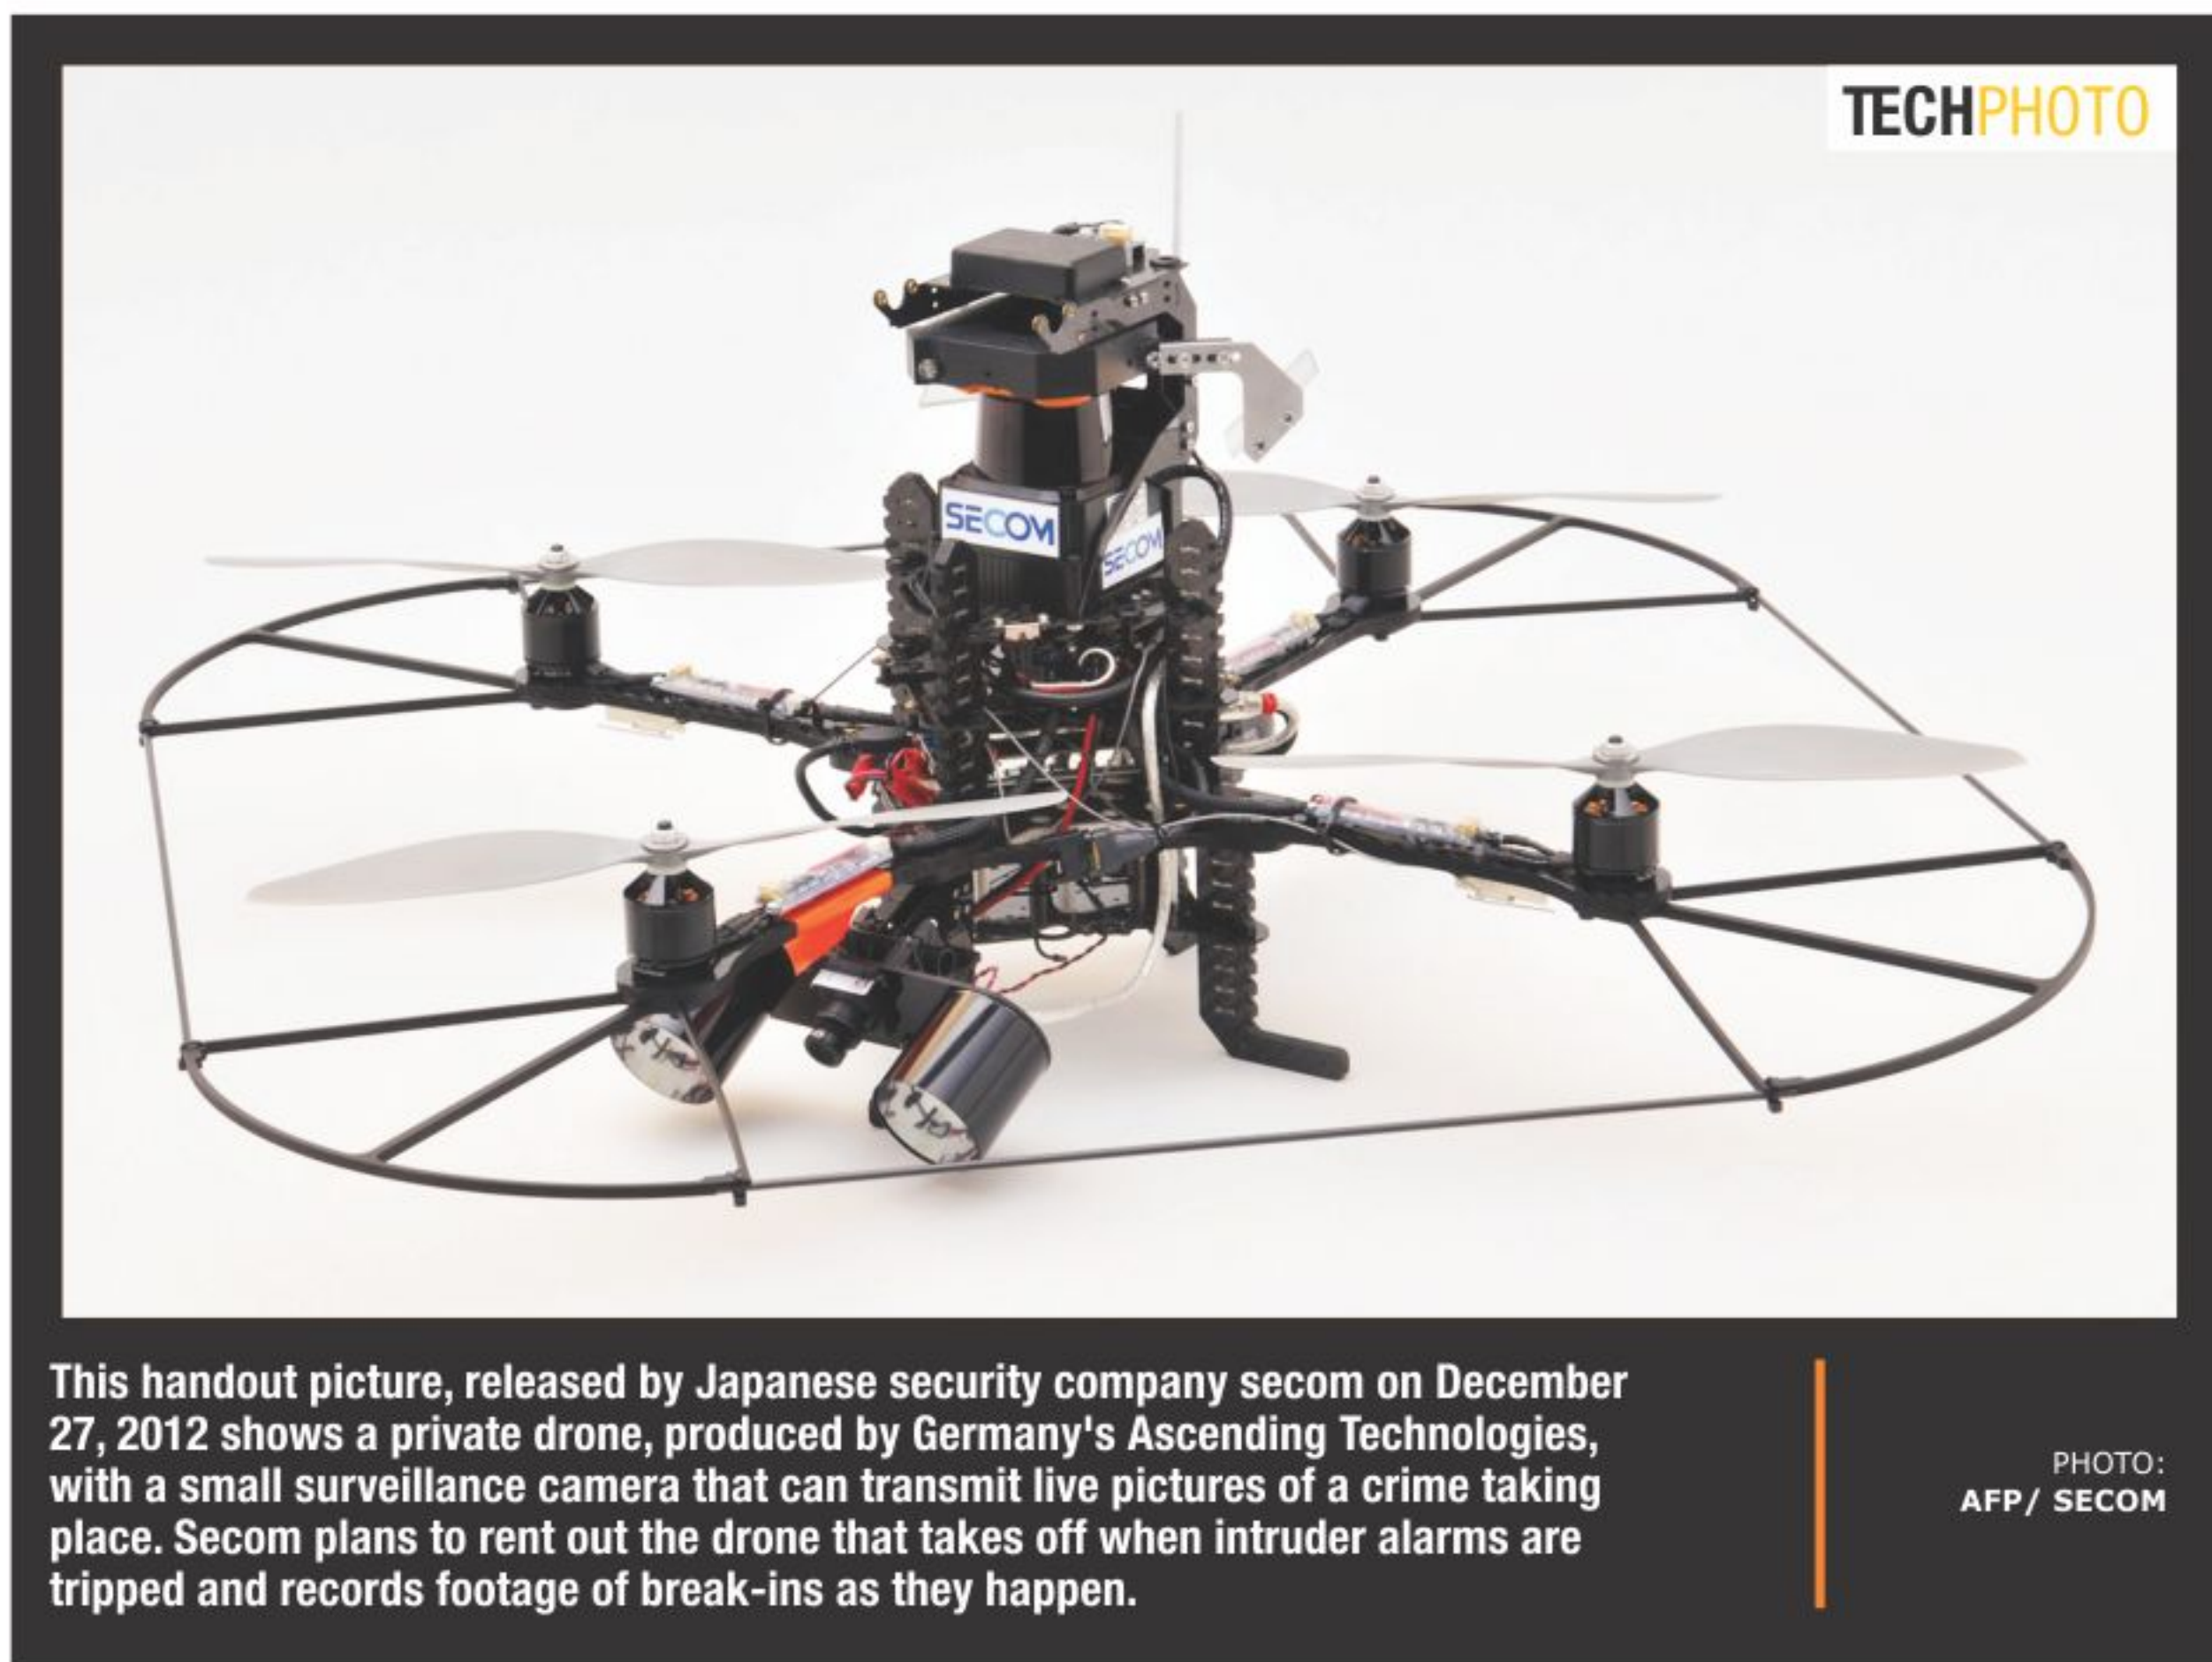 TECHPHOTO
SECOM
SECOM
This handout picture, released by Japanese security company secom on December
27, 2012 shows a private drone, produced by Germany's Ascending Technologies,
with a small surveillance camera that can transmit live pictures of a crime taking
place. Secom plans to rent out the drone that takes off when intruder alarms are
tripped and records footage of break-ins as they happen.
PHOTO:
AFP/ SECOM